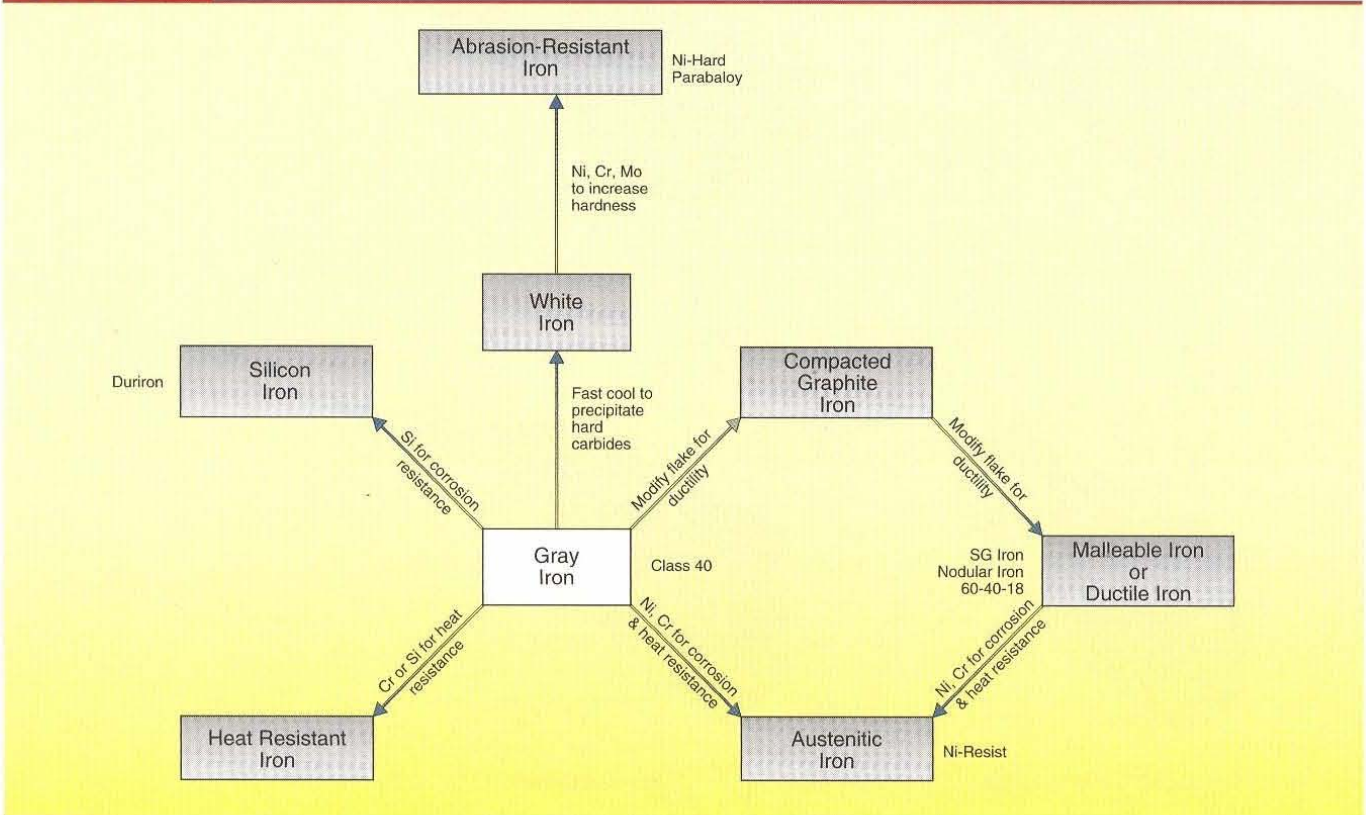 Abrasion-Resistant
Iron
Ni-Hard
Parabaloy
Ni, Cr, Mo
to increase
hardness
White
Iron
Silicon
Iron
Duriron
Fast cool to
precipitate
hard
carbides
Compacted
Graphite
Iron
Si for corrosion
resistance
Modify flake for
ductility
Modify flake for
ductility
Gray
Iron
Class 40
SG Iron
Nodular Iron
60-40-18
Malleable Iron
or
Ductile Iron
Cr or Si for heat
resistance
Ni, Cr for corrosion
& heat resistance
Ni, Cr for corrosion
& heat resistance
Heat Resistant
Iron
Austenitic
Iron
Ni-Resist